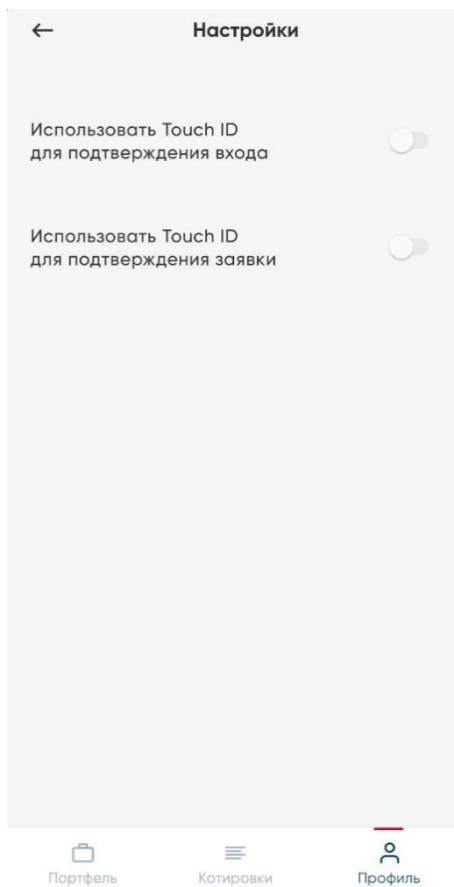 Настройки
Использовать Touch ID
для подтверждения входа
Использовать Touch ID
для подтверждения заявки
Портфель
Котировки
Профиль